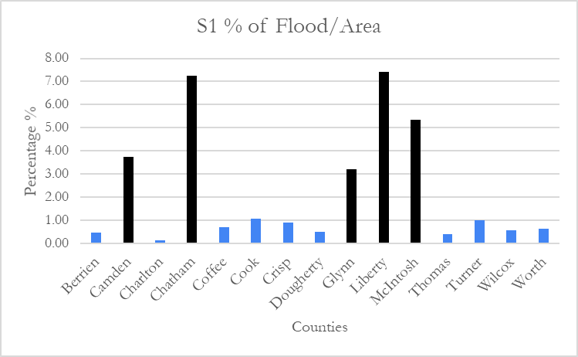 S1 % of Flood/Area
Percentage %
8.00
7.00
6.00
5.00
4.00
3.00
2.00
1.00
0.00
Berrien
Camden
Charlton
Chatham
Coffee
Cook
Crisp
Dougherty
Glynn
Liberty
McIntosh
Thomas
Turner
Wilcox
Worth
Counties